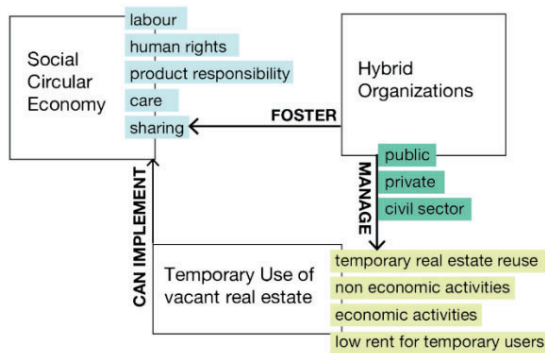 Social
Circular
Economy
labour
human rights
product responsibility
care
sharing
FOSTER
Hybrid
Organizations
public
private
civil sector
MANAGE
CAN IMPLEMENT
Temporary Use of
vacant real estate
temporary real estate reuse
non economic activities
economic activities
low rent for temporary users